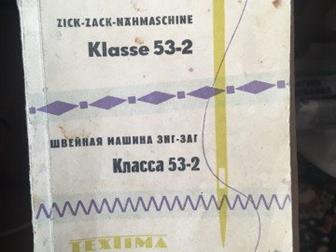 ZICK-ZACK-NÄHMASCHINE
Klasse 53-2
ШВЕЙНАЯ МАШИНА ЗИГ-ЗАГ
Класса 53-2
TEXTIMA